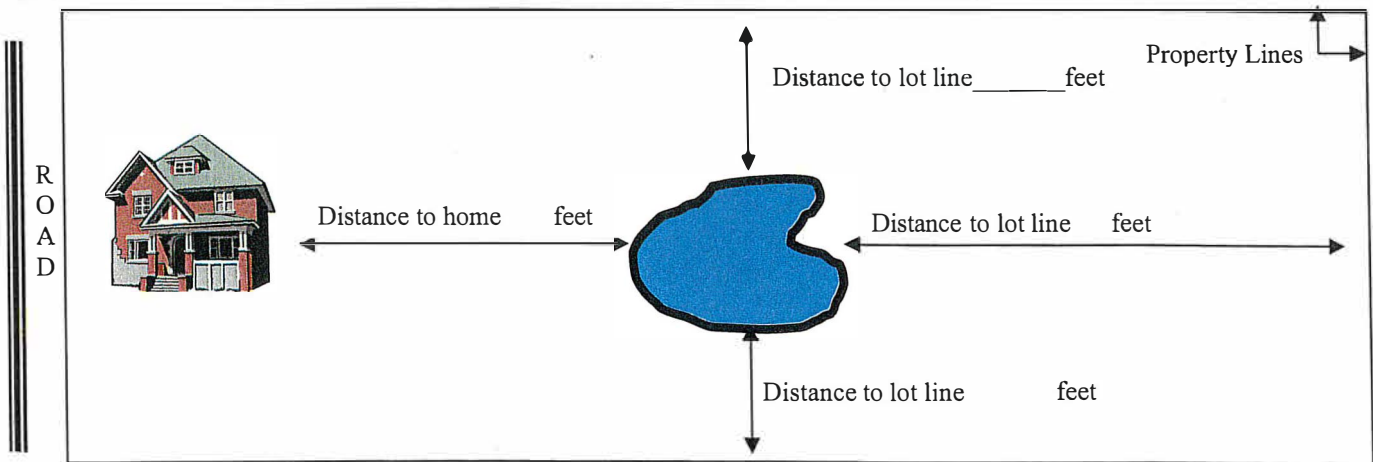 Property Lines
Distance to lot line_______feet
ROAD
Distance to home feet
Distance to lot line feet
Distance to lot line feet